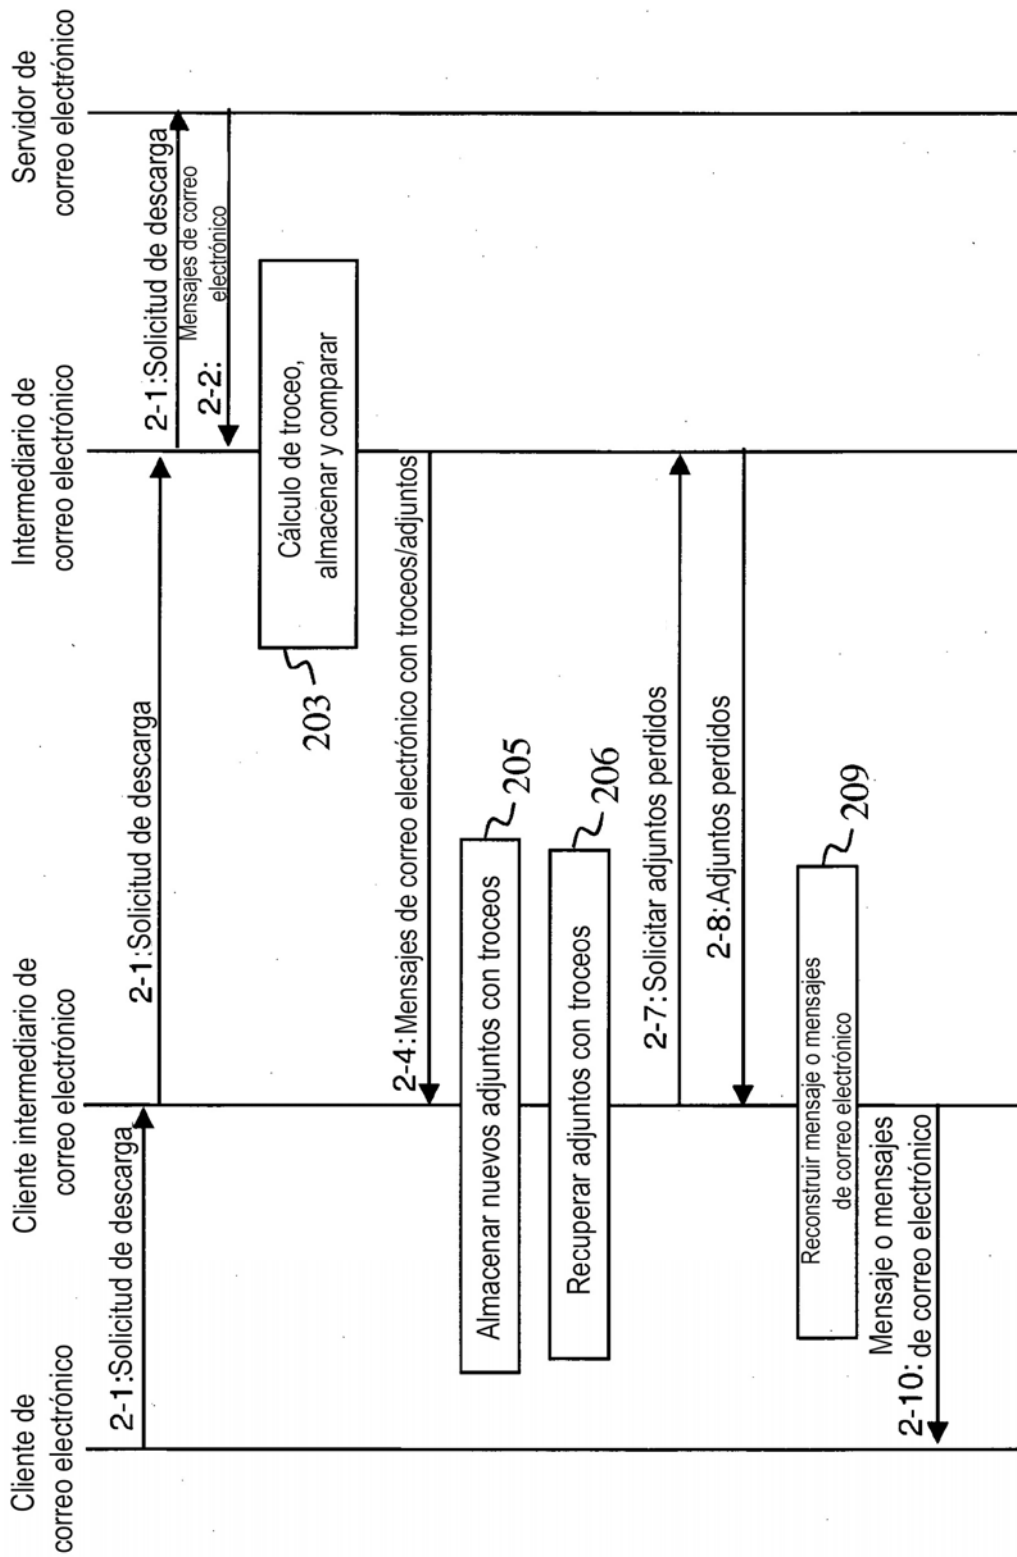 Cliente de
correo electrónico
Cliente intermediario de
correo electrónico
Intermediario de
correo electrónico
Servidor de
correo electrónico
2-1:Solicitud de descarga
2-1:Solicitud de descarga
2-1:Solicitud de descarga
Mensajes de correo
2-2: electrónico
Cálculo de troceo,
almacenar y comparar
203
2-4:Mensajes de correo electrónico con troceos/adjuntos
Almacenar nuevos adjuntos con troceos
205
Recuperar adjuntos con troceos
206
2-7:Solicitar adjuntos perdidos
2-8:Adjuntos perdidos
Reconstruir mensaje o mensajes
de correo electrónico
209
Mensaje o mensajes
2-10: de correo electrónico